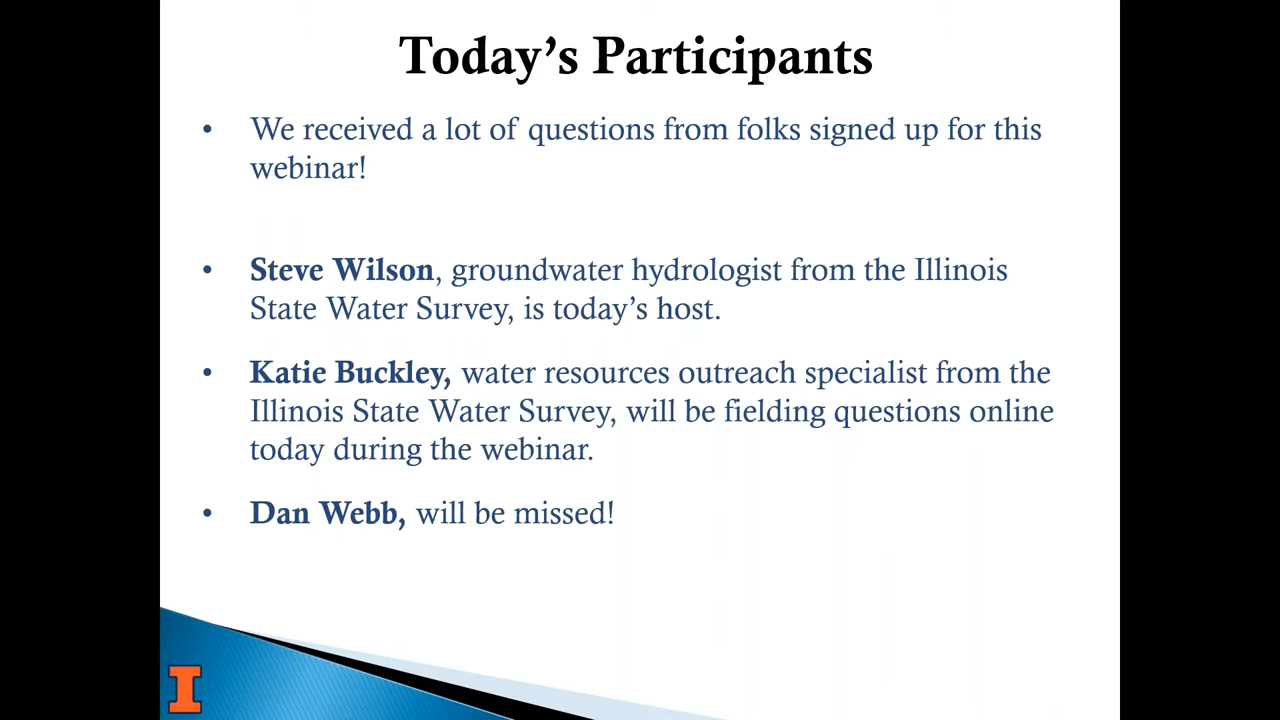 Today’s Participants
• We received a lot of questions from folks signed up for this
webinar!
• Steve Wilson, groundwater hydrologist from the Illinois
State Water Survey, is today’s host.
• Katie Buckley, water resources outreach specialist from the
Illinois State Water Survey, will be fielding questions online
today during the webinar.
• Dan Webb, will be missed!
I